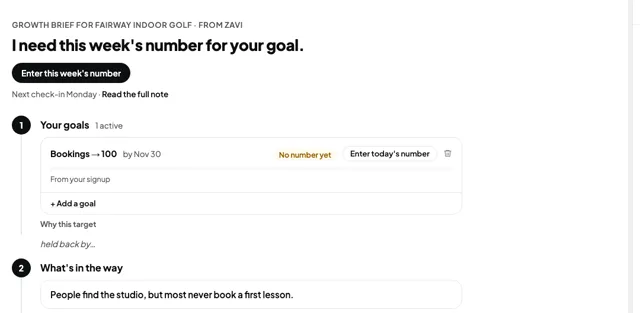 GROWTH BRIEF FOR FAIRWAY INDOOR GOLF · FROM ZAVI
I need this week's number for your goal.
Enter this week's number
Next check-in Monday · Read the full note
1 Your goals 1 active
Bookings → 100 by Nov 30 No number yet Enter today's number
From your signup
+ Add a goal
Why this target
held back by...
2 What's in the way
People find the studio, but most never book a first lesson.